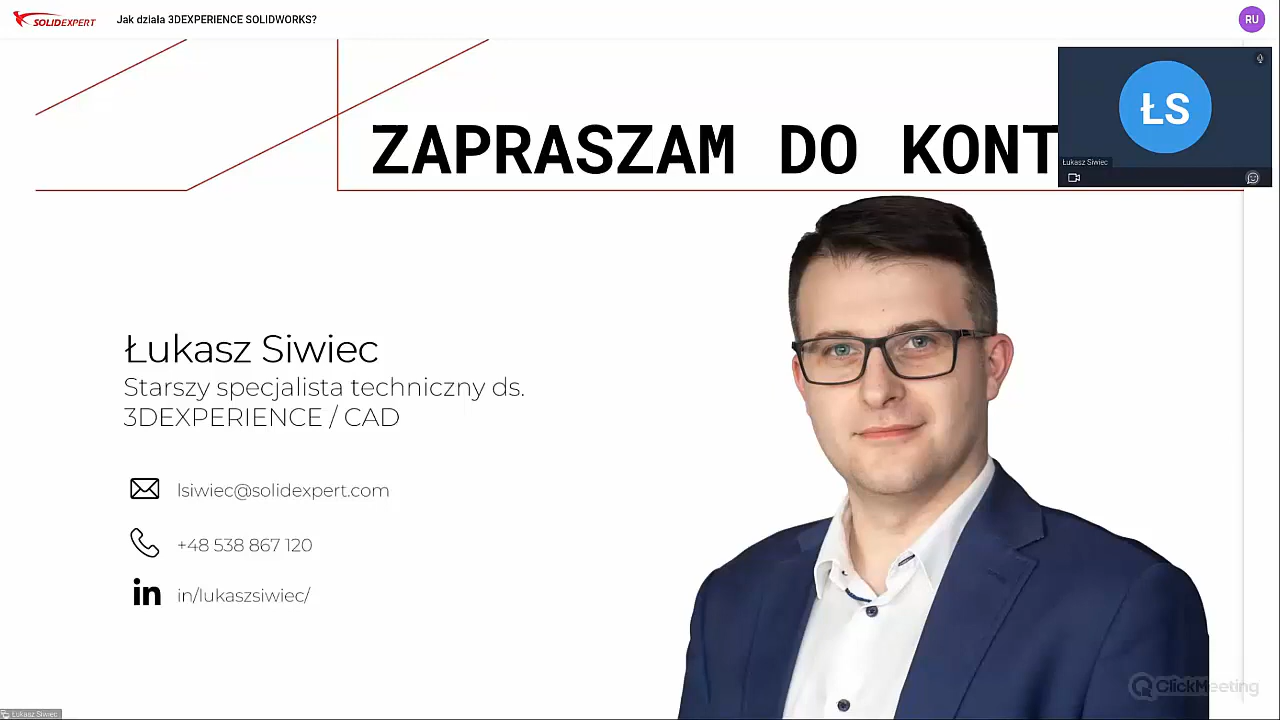 SOLIDEXPERT
Jak działa 3DEXPERIENCE SOLIDWORKS?
RU
ZAPRASZAM DO KONT
ŁS
Łukasz Siwiec
Łukasz Siwiec
Starszy specjalista techniczny ds.
3DEXPERIENCE / CAD
lsiwiec@solidexpert.com
+48 538 867 120
in
in/lukaszsiwiec/
ClickMeeting
Łukasz Siwiec